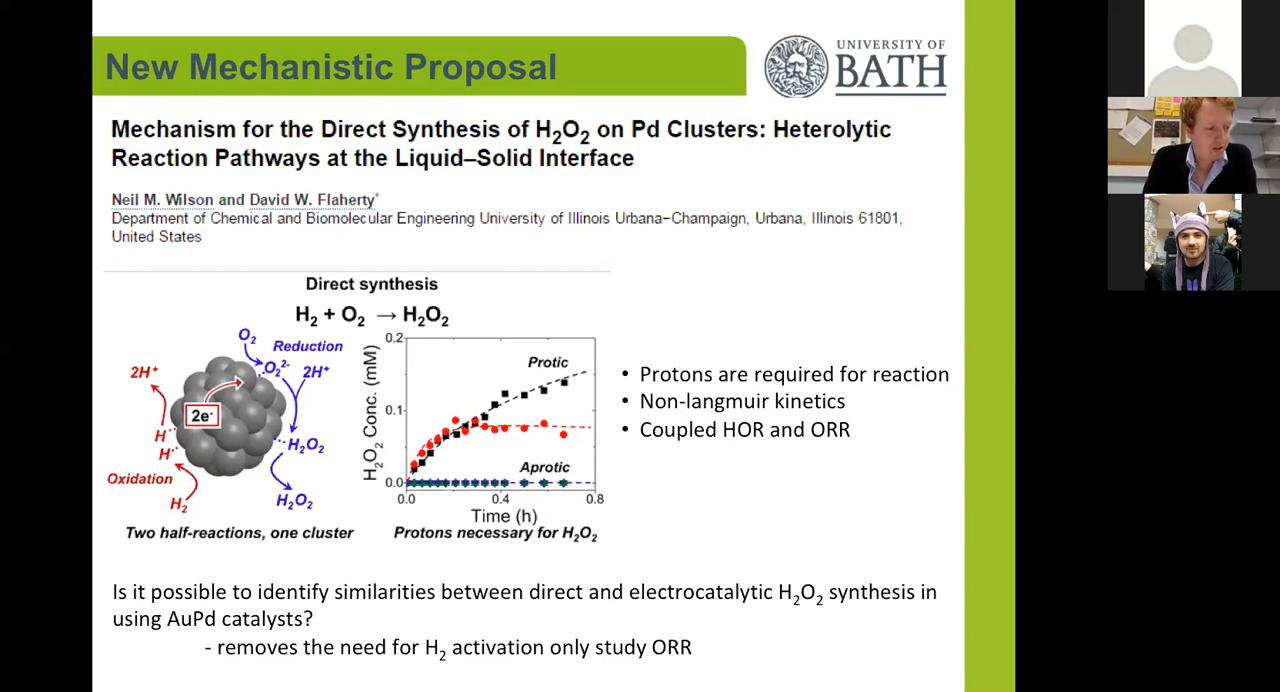 New Mechanistic Proposal
UNIVERSITY OF
BATH
Mechanism for the Direct Synthesis of H₂O₂ on Pd Clusters: Heterolytic
Reaction Pathways at the Liquid–Solid Interface
Neil M. Wilson and David W. Flaherty*
Department of Chemical and Biomolecular Engineering University of Illinois Urbana−Champaign, Urbana, Illinois 61801,
United States
Direct synthesis
H₂ + O₂ → H₂O₂
O₂
Reduction
O₂²⁻
2H⁺
2H⁺
2e⁻
H
H
H₂O₂
Oxidation
H₂
H₂O₂
Two half-reactions, one cluster
H₂O₂ Conc. (mM)
0.2
0.1
0.0
Protic
Aprotic
0.0
0.4
0.8
Time (h)
Protons necessary for H₂O₂
• Protons are required for reaction
• Non-langmuir kinetics
• Coupled HOR and ORR
Is it possible to identify similarities between direct and electrocatalytic H₂O₂ synthesis in
using AuPd catalysts?
- removes the need for H₂ activation only study ORR